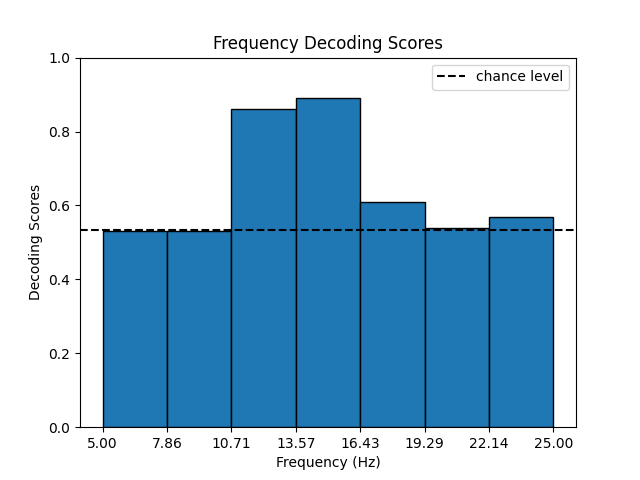 Frequency Decoding Scores
1.0
chance level
0.8
0.6
Decoding Scores
0.4
0.2
0.0
5.00 7.86 10.71 13.57 16.43 19.29 22.14 25.00
Frequency (Hz)